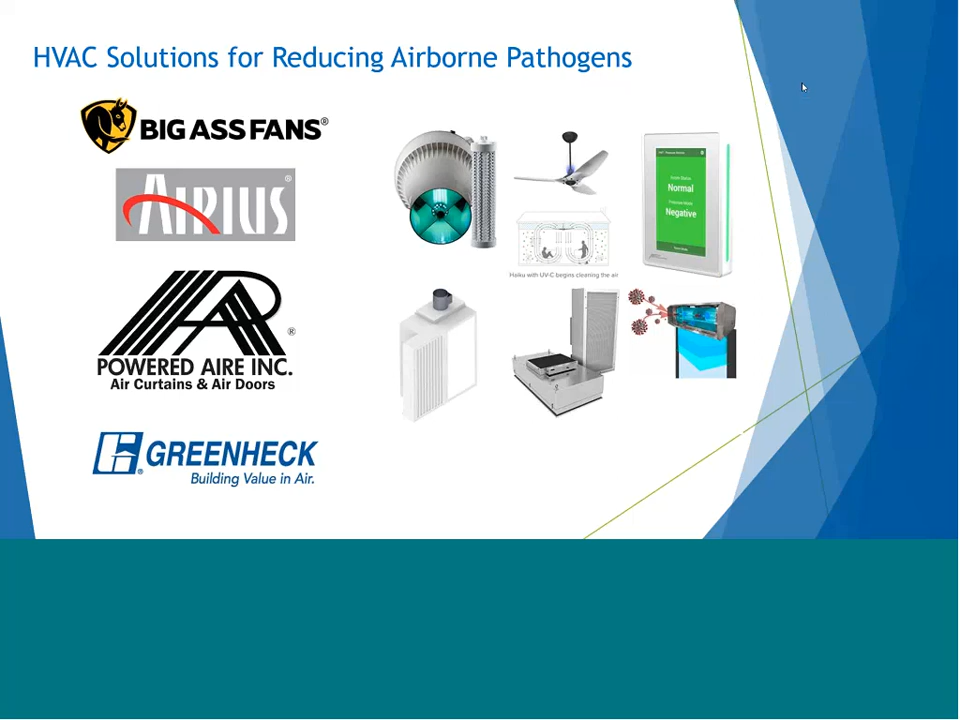 HVAC Solutions for Reducing Airborne Pathogens
BIG ASS FANS®
AIRIUS®
®
POWERED AIRE INC.
Air Curtains & Air Doors
GREENHECK
®
Building Value in Air.
Haiku with UV-C begins cleaning the air
Normal
Negative